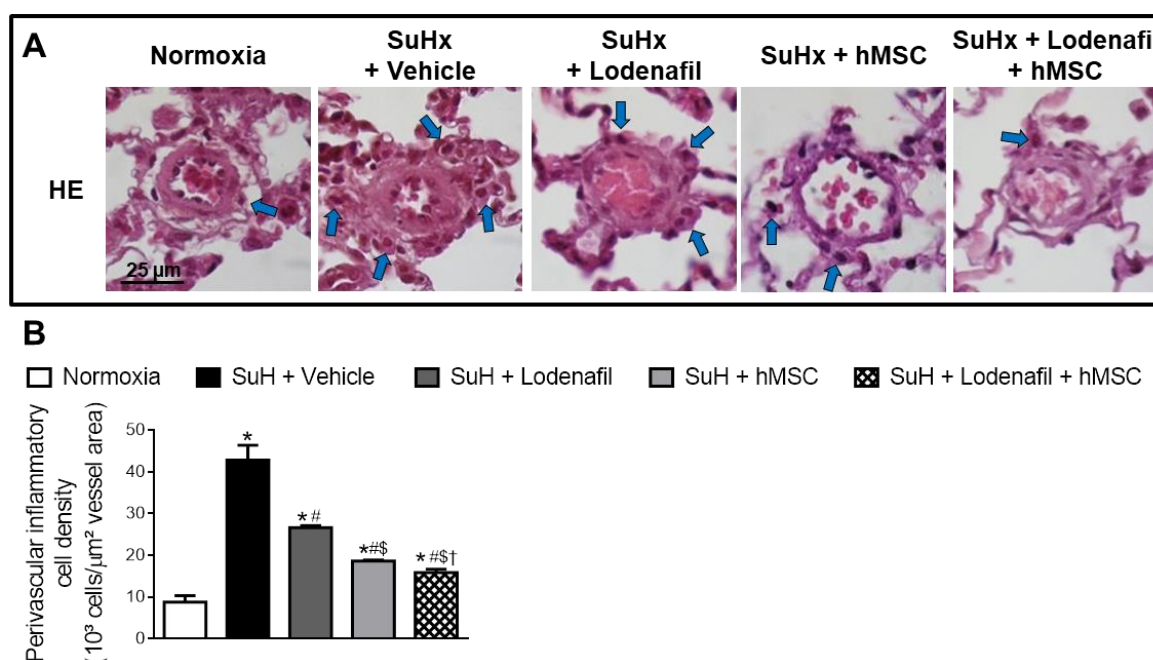 A
Normoxia
SuHx
+ Vehicle
SuHx
+ Lodenafil
SuHx + hMSC
SuHx + Lodenafi
+ hMSC
HE
25 µm
B
Normoxia
SuH + Vehicle
SuH + Lodenafil
SuH + hMSC
SuH + Lodenafil + hMSC
Perivascular inflammatory
cell density
(10³ cells/µm² vessel area)
50
40
30
20
10
0
*
* #
*#$
* #$†